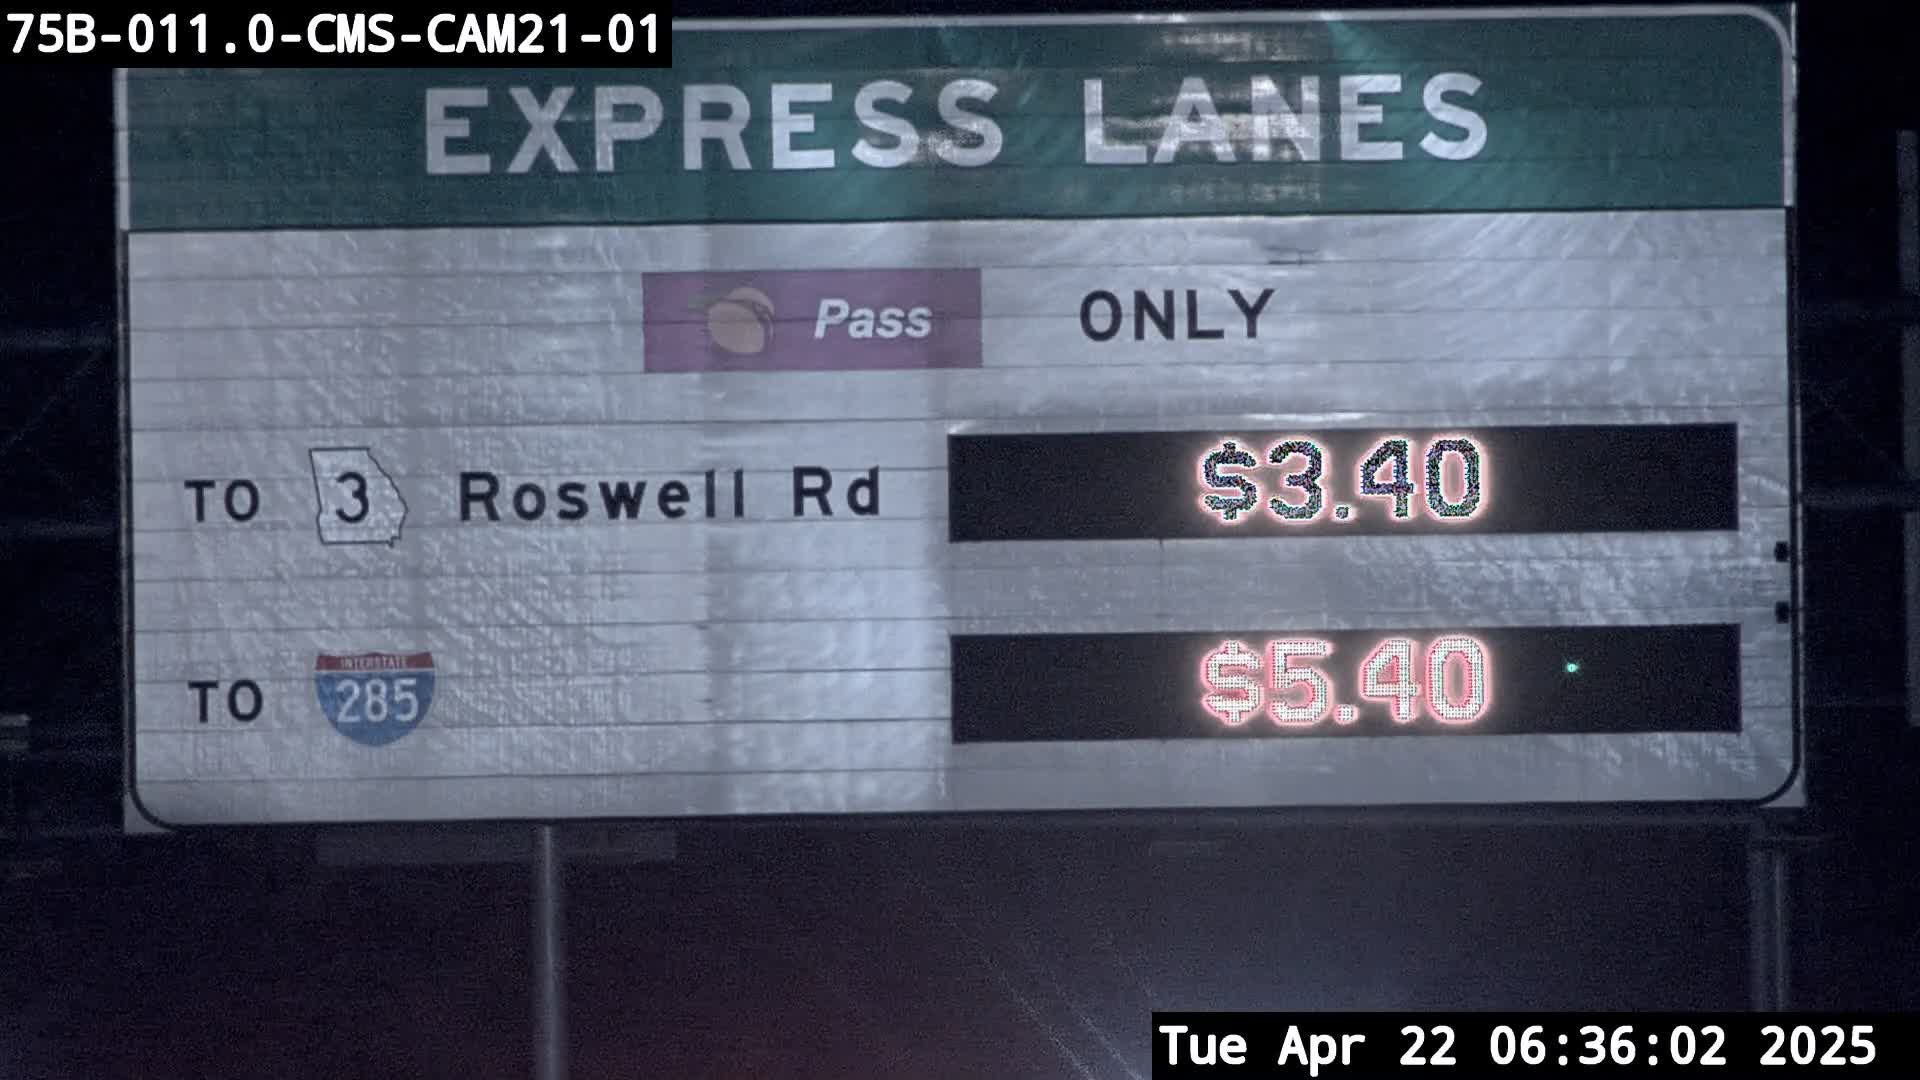 75B-011.0-CMS-CAM21-01
EXPRESS LANES
Pass ONLY
TO 3 Roswell Rd $3.40
TO INTERSTATE 285 $5.40
Tue Apr 22 06:36:02 2025